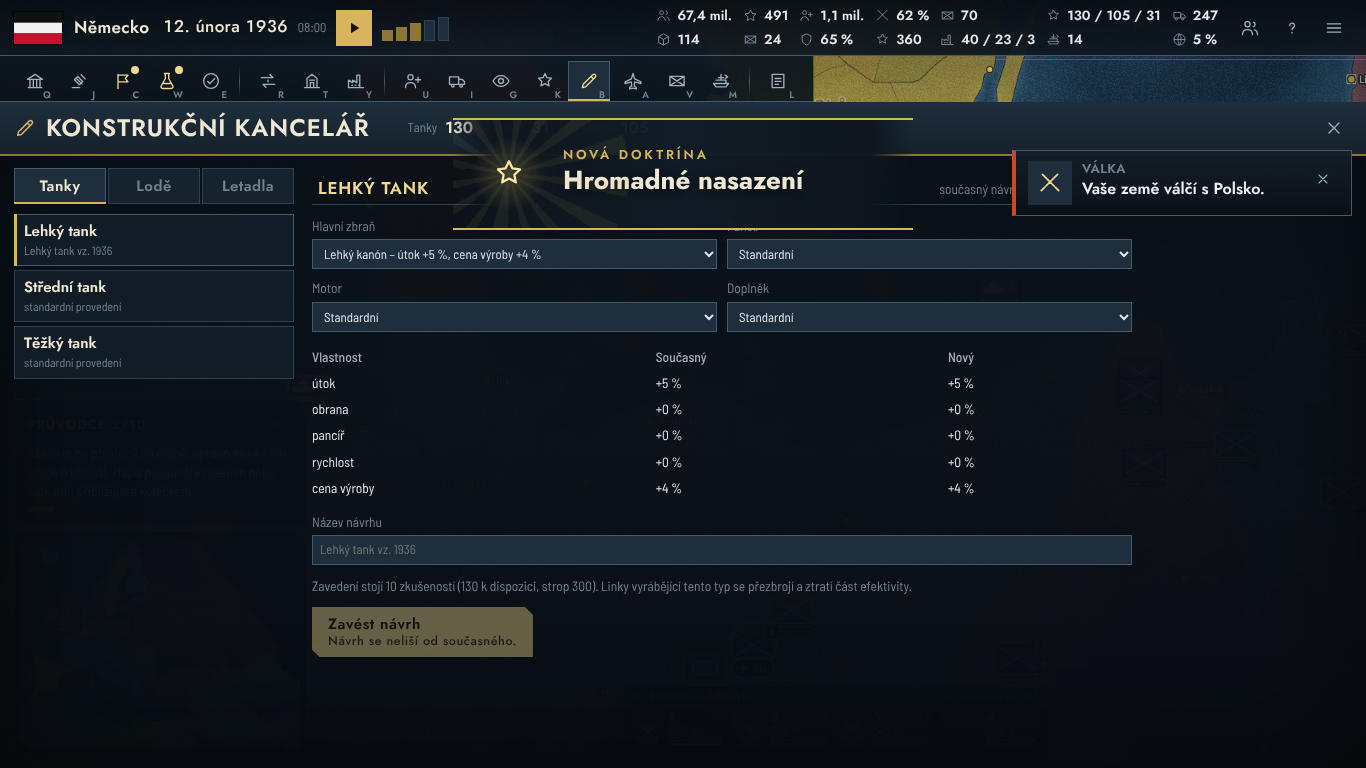 Německo 12. února 1936 08:00
67,4 mil. 491 1,1 mil. 62 % 70 130 / 105 / 31 247
114 24 65 % 360 40 / 23 / 3 14 5 %
Q J C W E R T Y U I G K B A V M L
KONSTRUKČNÍ KANCELÁŘ
Tanky 130
NOVÁ DOKTRÍNA
Hromadné nasazení
VÁLKA
Vaše země válčí s Polsko.
Tanky Lodě Letadla
Lehký tank
Lehký tank vz. 1936
Střední tank
standardní provedení
Těžký tank
standardní provedení
PRŮVODCE 2/10
LEHKÝ TANK
současný návr
Hlavní zbraň
Lehký kanón – útok +5 %, cena výroby +4 %
Standardní
Motor Doplněk
Standardní Standardní
Vlastnost Současný Nový
útok +5 % +5 %
obrana +0 % +0 %
pancíř +0 % +0 %
rychlost +0 % +0 %
cena výroby +4 % +4 %
Název návrhu
Lehký tank vz. 1936
Zavedení stojí 10 zkušeností (130 k dispozici, strop 300). Linky vyrábějící tento typ se přezbrojí a ztratí část efektivity.
Zavést návrh
Návrh se neliší od současného.